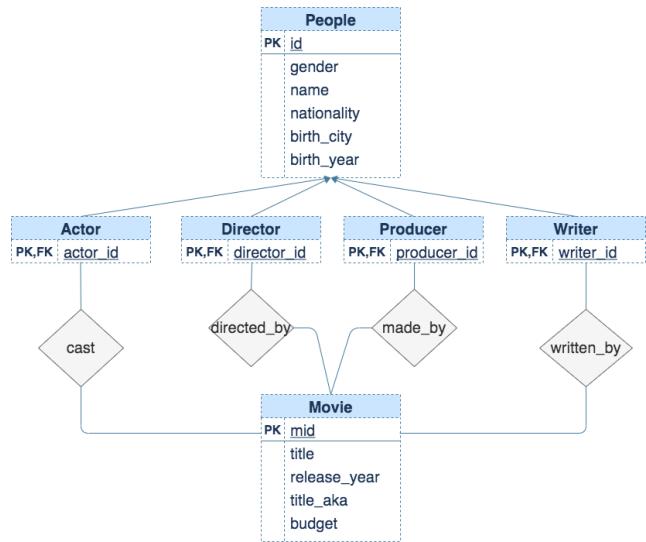 People
PK id
gender
name
nationality
birth_city
birth_year
Actor
PK,FK actor_id
Director
PK,FK director_id
Producer
PK,FK producer_id
Writer
PK,FK writer_id
cast
directed_by
made_by
written_by
Movie
PK mid
title
release_year
title_aka
budget